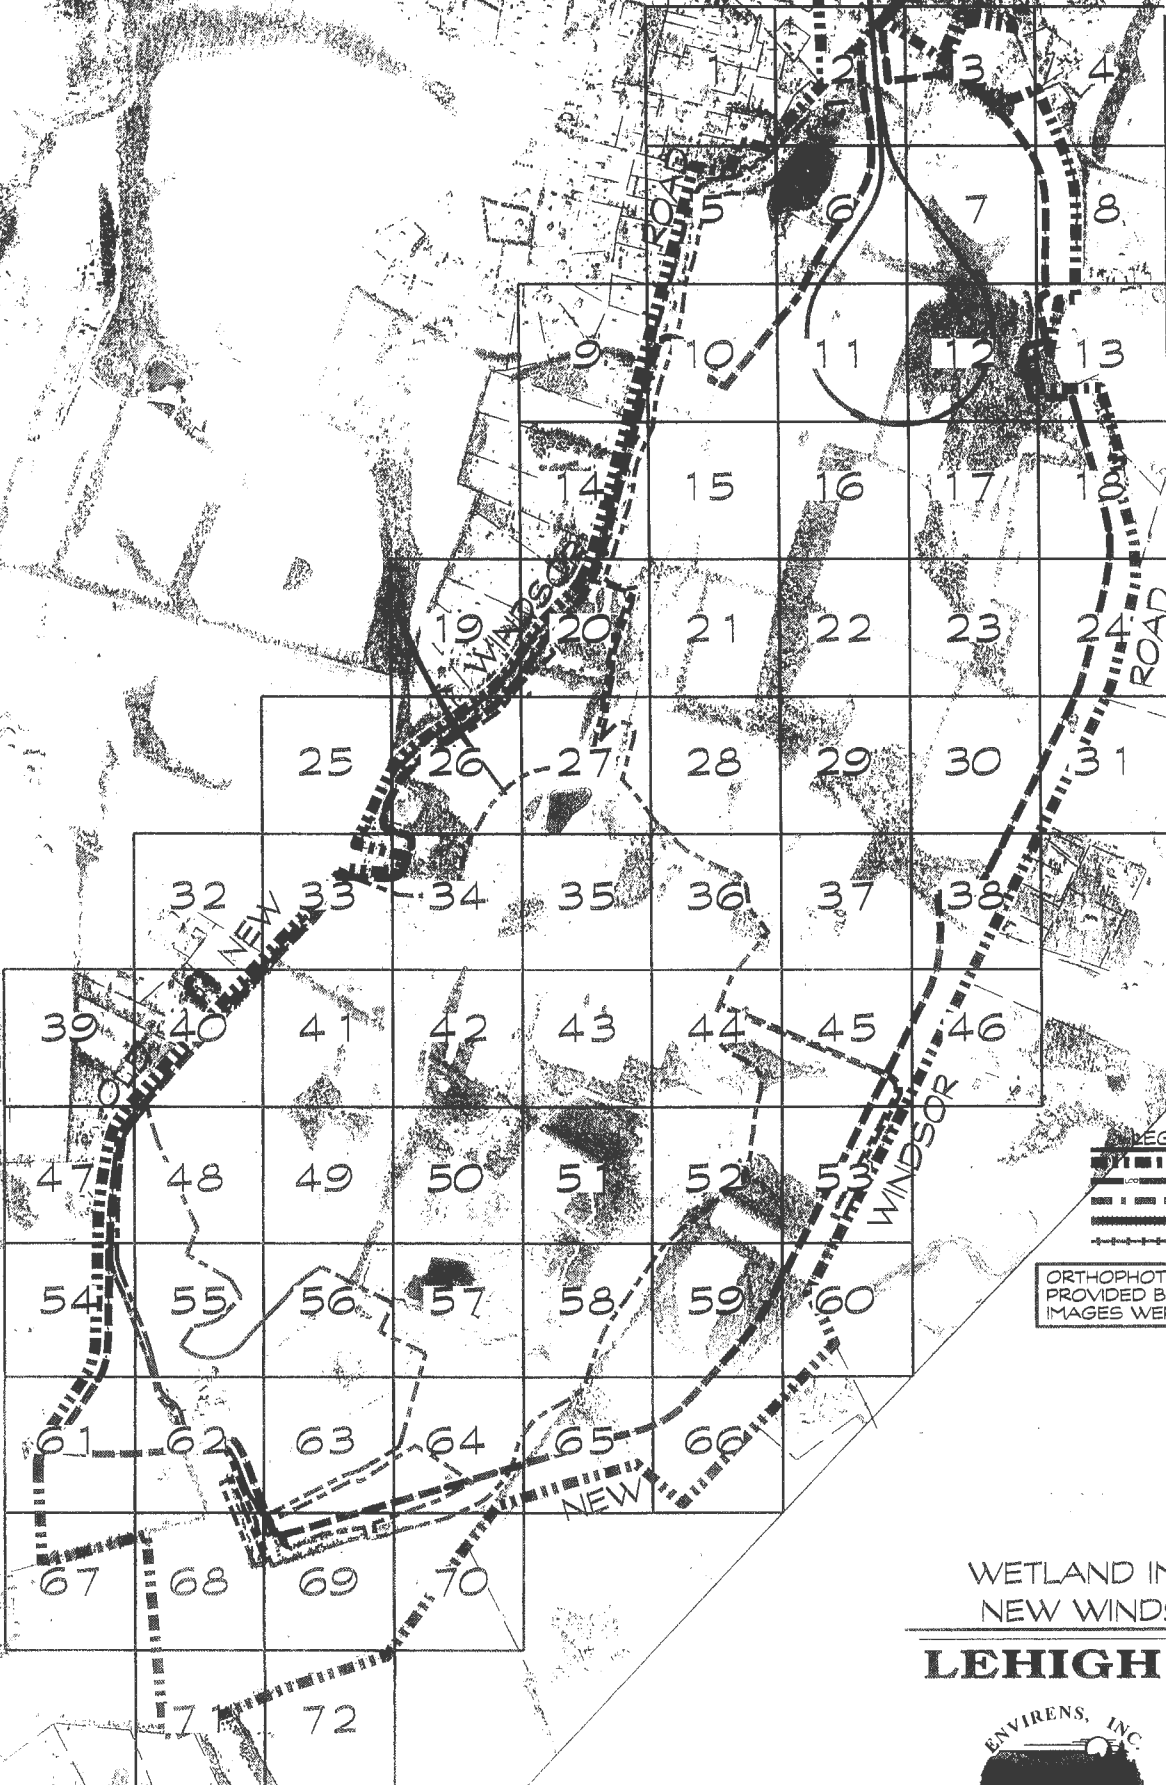 1 2 3 4
ROAD 5 6 7 8
9 10 11 12 13
14 15 16 17 18
WINDSOR
19 20 21 22 23 24
ROAD
25 26 27 28 29 30 31
32 33 34 35 36 37 38
NEW
39 40 41 42 43 44 45 46
WINDSOR
47 48 49 50 51 52 53
54 55 56 57 58 59 60
61 62 63 64 65 66
NEW
67 68 69 70
71 72
LEG
ORTHOPHOT
PROVIDED B
IMAGES WE
WETLAND IN
NEW WINDS
LEHIGH
ENVIRENS, INC.